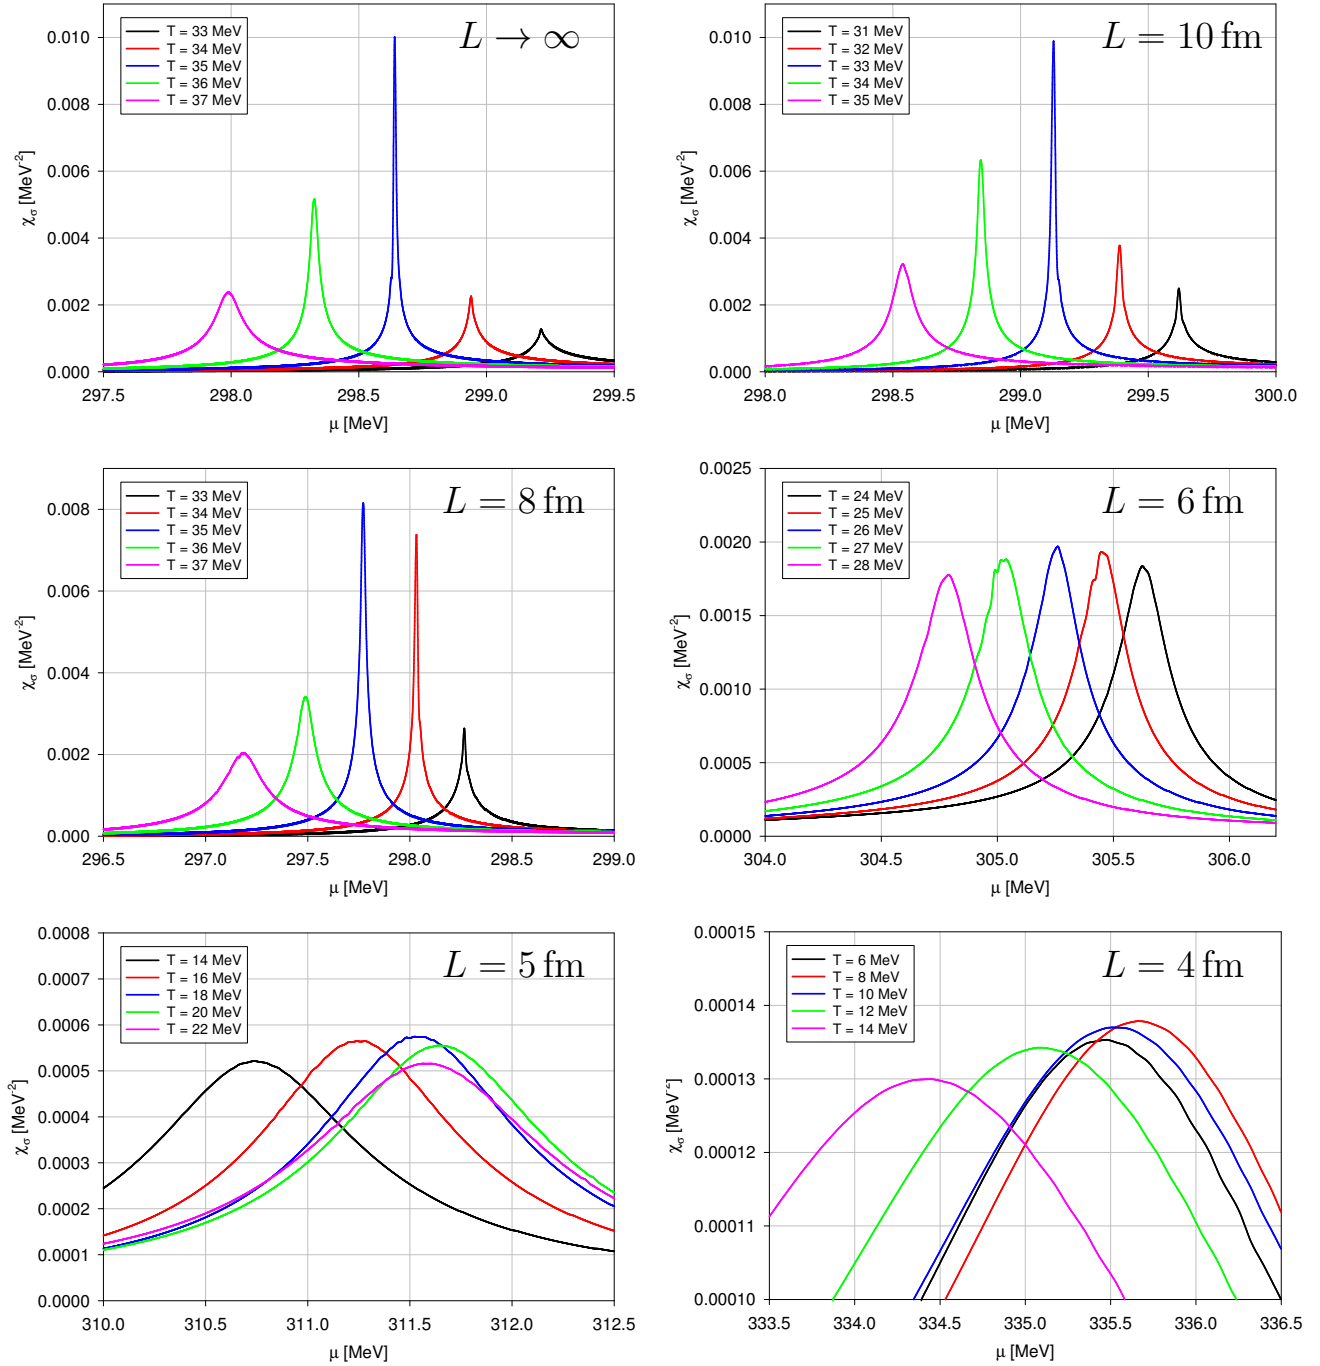 L → ∞
T = 33 MeV
T = 34 MeV
T = 35 MeV
T = 36 MeV
T = 37 MeV
0.010
0.008
0.006
0.004
0.002
0.000
χσ [MeV⁻²]
297.5 298.0 298.5 299.0 299.5
μ [MeV]
L = 10 fm
T = 31 MeV
T = 32 MeV
T = 33 MeV
T = 34 MeV
T = 35 MeV
0.010
0.008
0.006
0.004
0.002
0.000
χσ [MeV⁻²]
298.0 298.5 299.0 299.5 300.0
μ [MeV]
L = 8 fm
T = 33 MeV
T = 34 MeV
T = 35 MeV
T = 36 MeV
T = 37 MeV
0.008
0.006
0.004
0.002
0.000
χσ [MeV⁻²]
296.5 297.0 297.5 298.0 298.5 299.0
μ [MeV]
L = 6 fm
T = 24 MeV
T = 25 MeV
T = 26 MeV
T = 27 MeV
T = 28 MeV
0.0025
0.0020
0.0015
0.0010
0.0005
0.0000
χσ [MeV⁻²]
304.0 304.5 305.0 305.5 306.0
μ [MeV]
L = 5 fm
T = 14 MeV
T = 16 MeV
T = 18 MeV
T = 20 MeV
T = 22 MeV
0.0008
0.0007
0.0006
0.0005
0.0004
0.0003
0.0002
0.0001
0.0000
χσ [MeV⁻²]
310.0 310.5 311.0 311.5 312.0 312.5
μ [MeV]
L = 4 fm
T = 6 MeV
T = 8 MeV
T = 10 MeV
T = 12 MeV
T = 14 MeV
0.00015
0.00014
0.00013
0.00012
0.00011
0.00010
χσ [MeV⁻²]
333.5 334.0 334.5 335.0 335.5 336.0 336.5
μ [MeV]